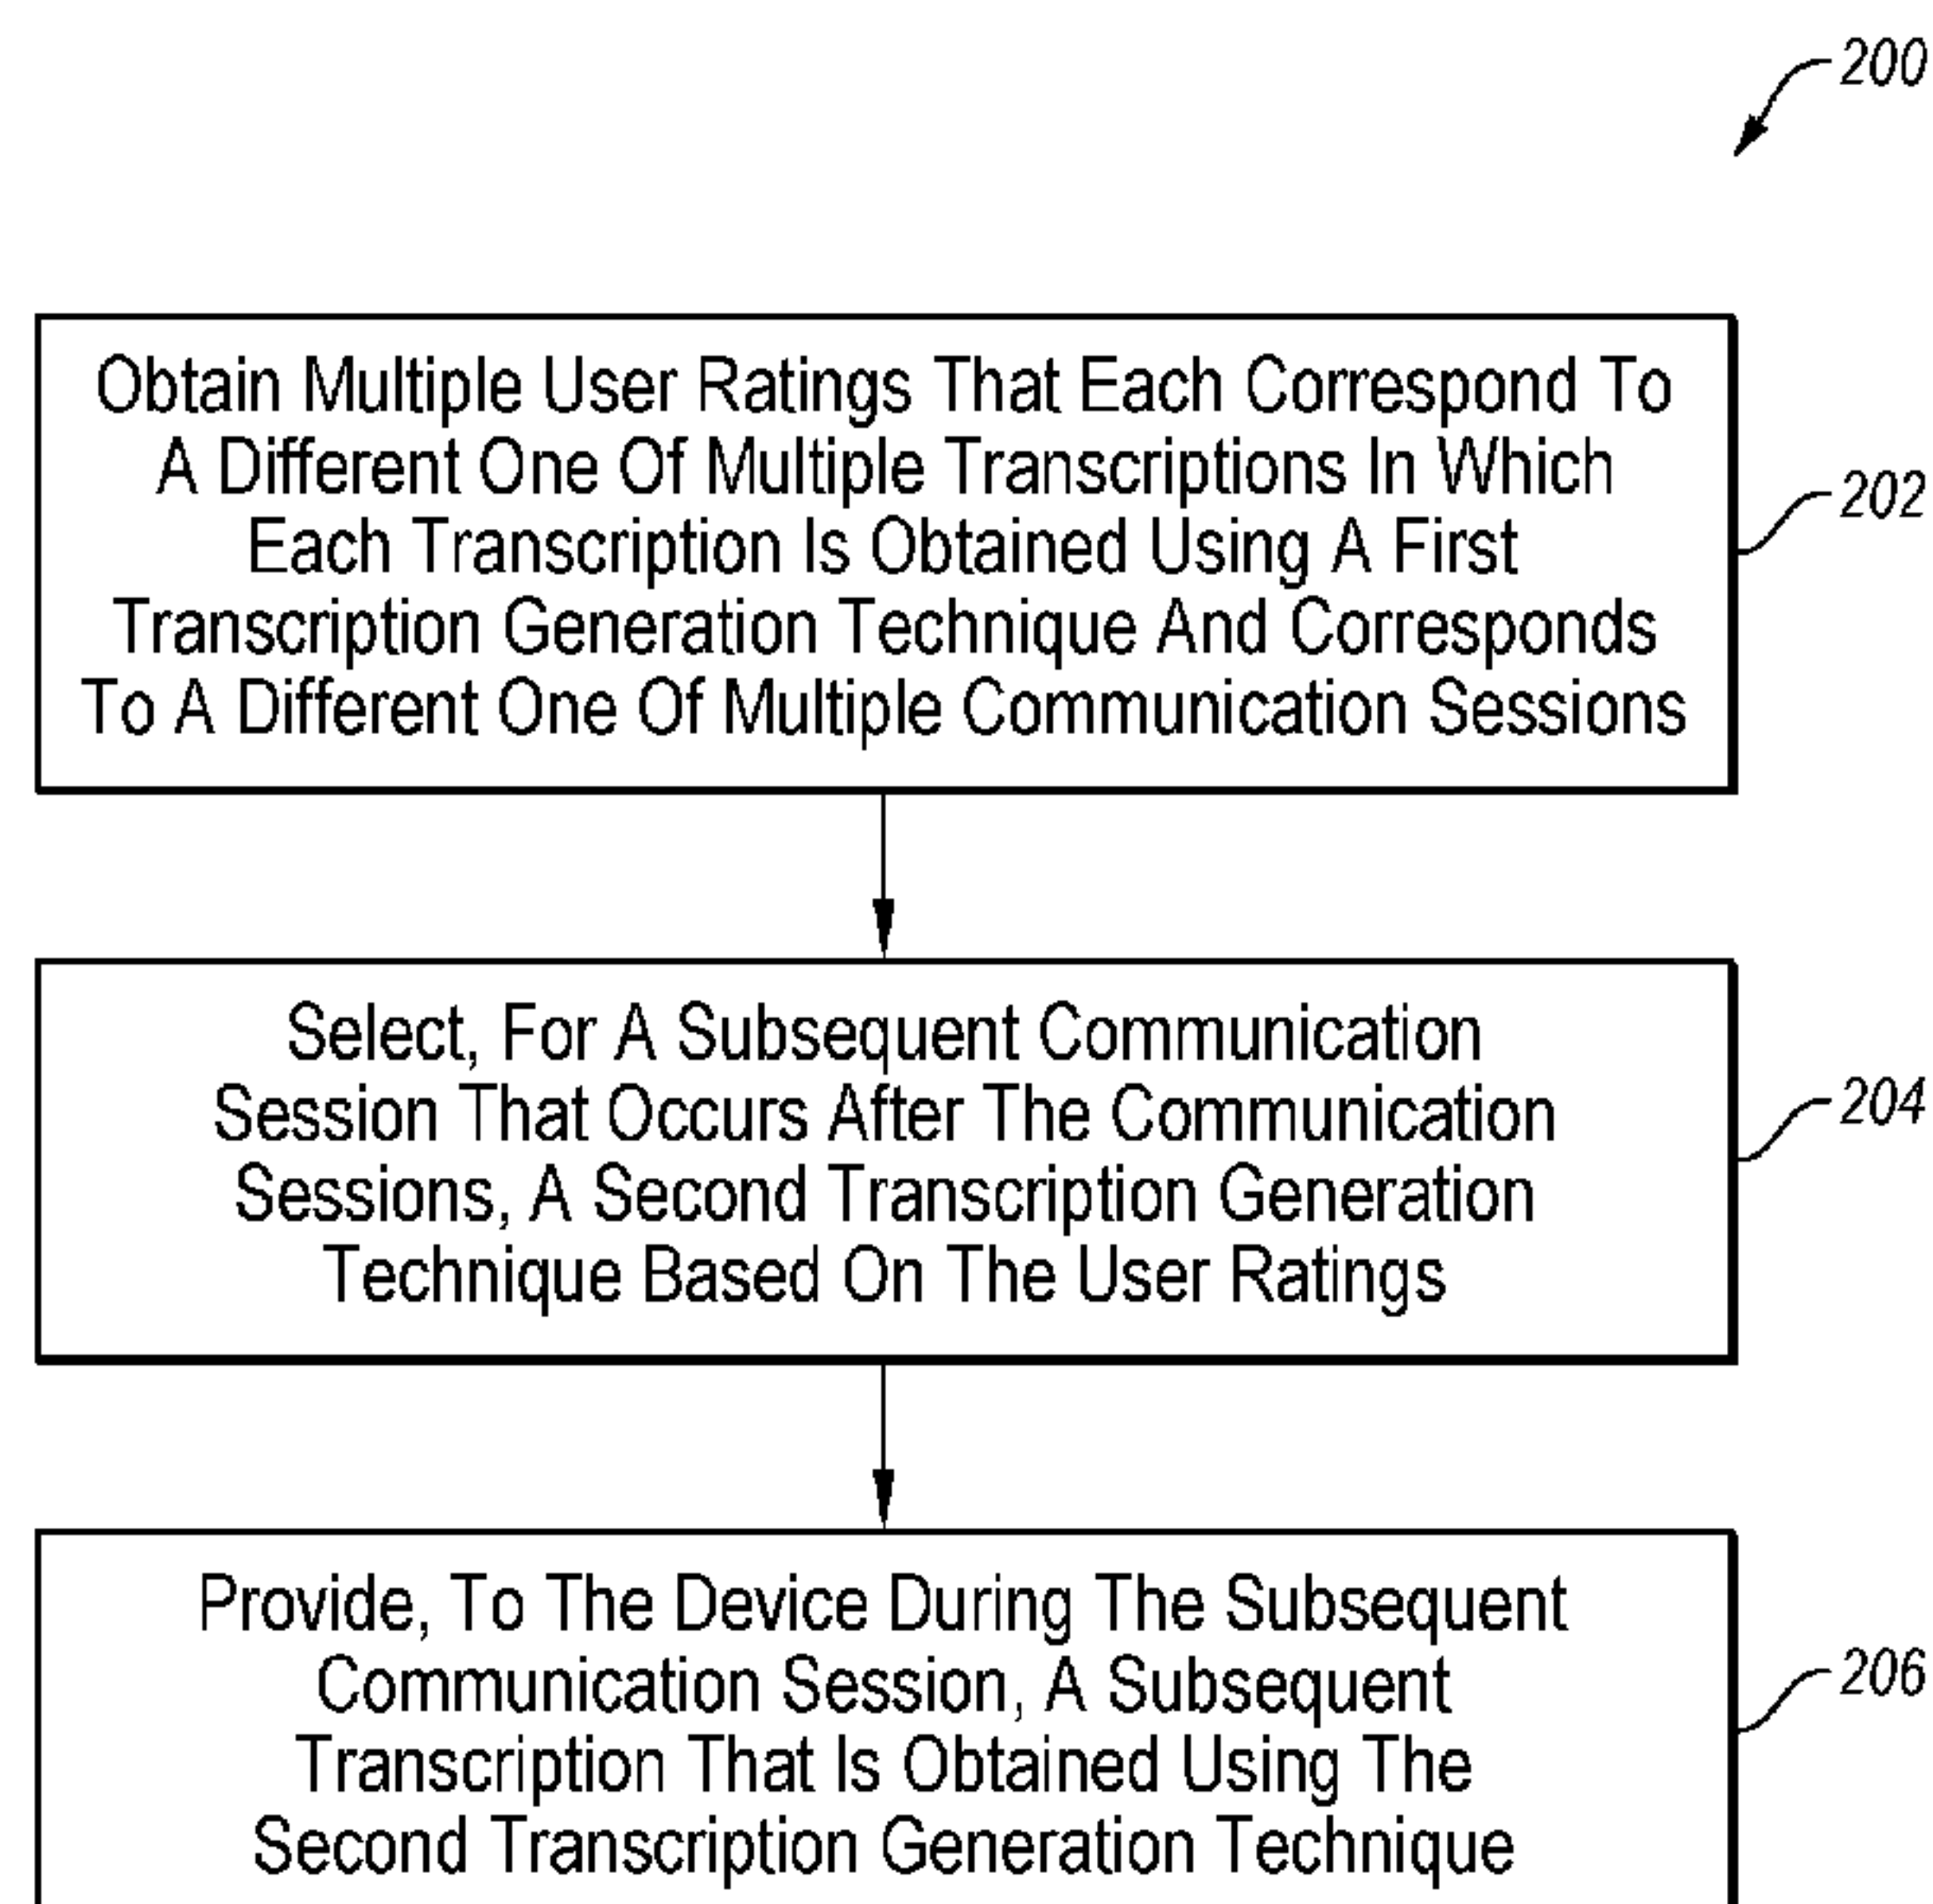 200
Obtain Multiple User Ratings That Each Correspond To
A Different One Of Multiple Transcriptions In Which
Each Transcription Is Obtained Using A First
Transcription Generation Technique And Corresponds
To A Different One Of Multiple Communication Sessions
202
Select, For A Subsequent Communication
Session That Occurs After The Communication
Sessions, A Second Transcription Generation
Technique Based On The User Ratings
204
Provide, To The Device During The Subsequent
Communication Session, A Subsequent
Transcription That Is Obtained Using The
Second Transcription Generation Technique
206